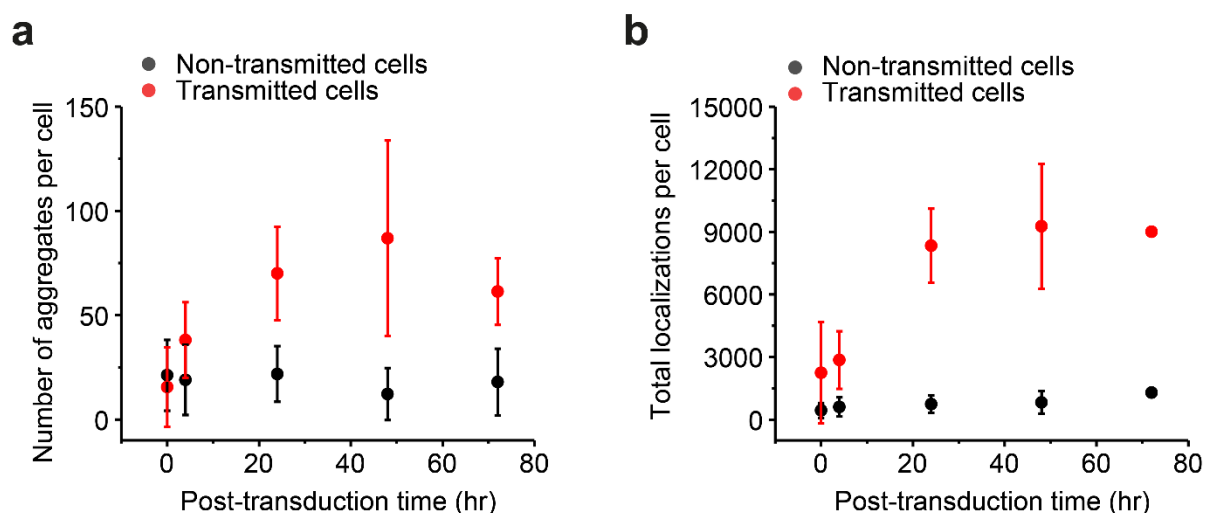 a
Non-transmitted cells
Transmitted cells
150
100
50
0
Number of aggregates per cell
0 20 40 60 80
Post-transduction time (hr)
b
Non-transmitted cells
Transmitted cells
15000
12000
9000
6000
3000
0
Total localizations per cell
0 20 40 60 80
Post-transduction time (hr)